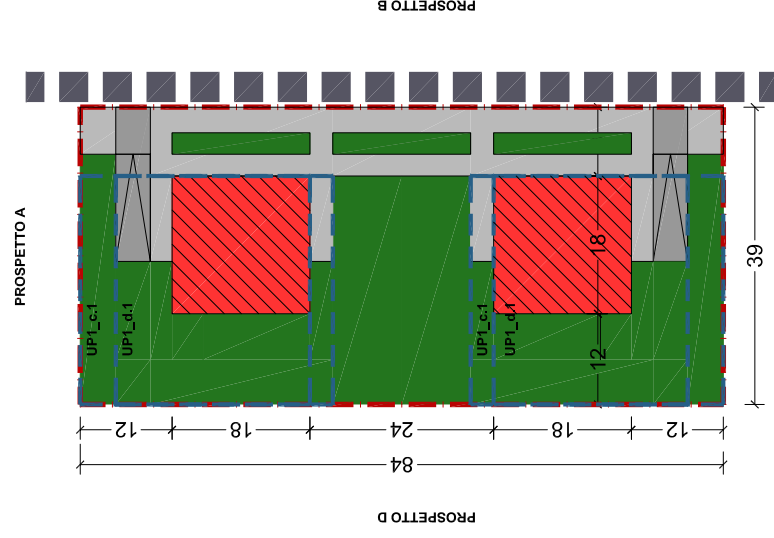 PROSPETTO B
PROSPETTO A
18
39
UP1_c.1
UP1_d.1
UP1_c.1
UP1_d.1
12
12
18
24
18
12
84
PROSPETTO D